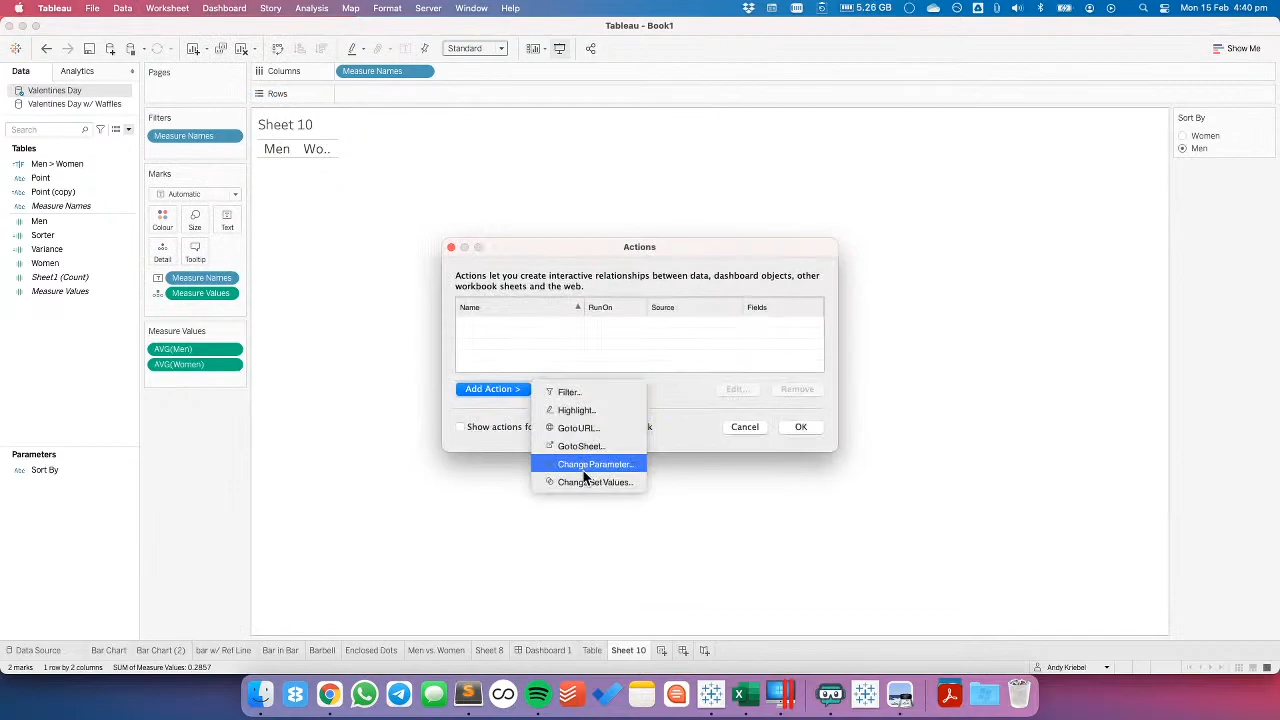 Tableau File Data Worksheet Dashboard Story Analysis Map Format Server Window Help 5.26 GB Mon 15 Feb 4:40 pm
Tableau - Book1
Standard Show Me
Data Analytics Pages Columns Measure Names
Valentines Day
Valentines Day w/ Waffles
Rows
Search
Filters
Measure Names
Tables
Men > Women
Point
Point (copy)
Measure Names
Men
Sorter
Variance
Women
Sheet1 (Count)
Measure Values
Marks
Automatic
Colour Size Text
Detail Tooltip
Measure Names
Measure Values
Measure Values
AVG(Men)
AVG(Women)
Parameters
Sort By
Sheet 10
Men Wo..
Sort By
Women
Men
Actions
Actions let you create interactive relationships between data, dashboard objects, other
workbook sheets and the web.
Name Run On Source Fields
Add Action > Edit... Remove
Filter...
Highlight...
Go to URL...
Go to Sheet...
Change Parameter...
Change Set Values...
Show actions fo k Cancel OK
Data Source Bar Chart Bar Chart (2) bar w/ Ref Line Bar in Bar Barbell Enclosed Dots Men vs. Women Sheet 8 Dashboard 1 Table Sheet 10
2 marks 1 row by 2 columns SUM of Measure Values: 0.2857 Andy Kriebel